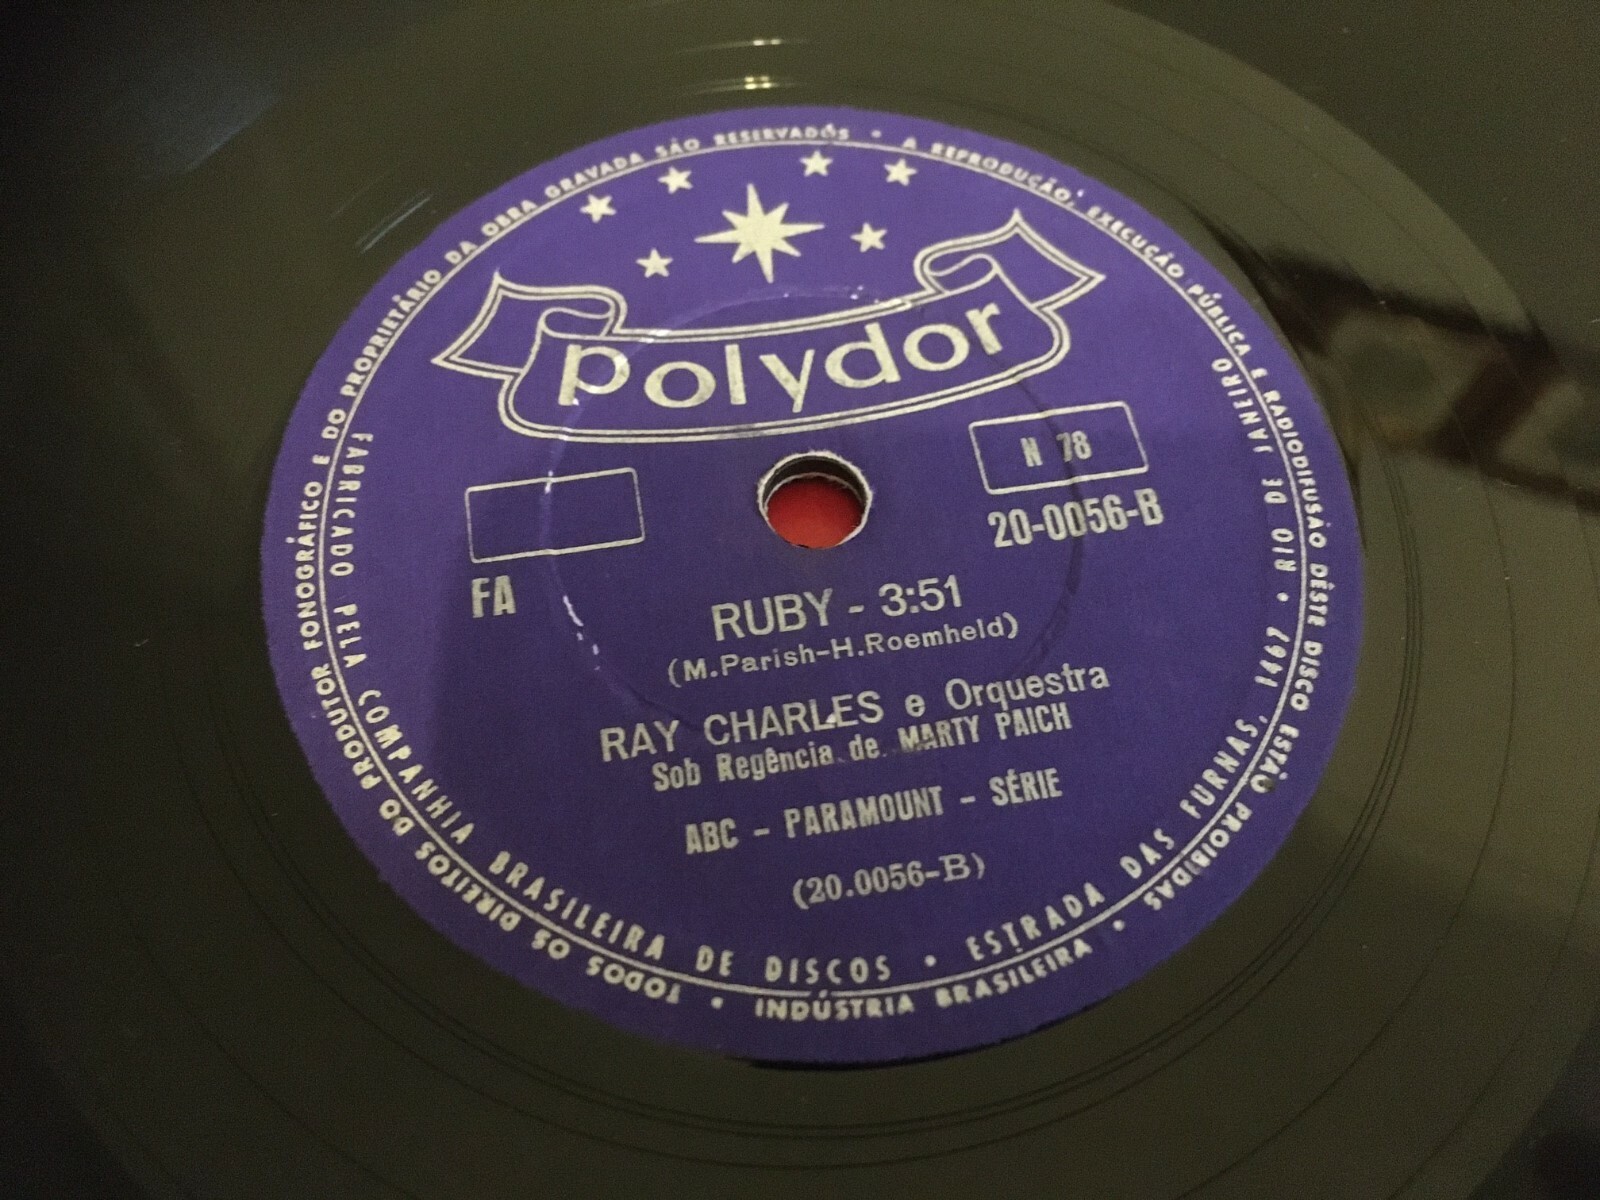 TODOS OS DIREITOS DO PRODUTOR FONOGRÁFICO E DO PROPRIETÁRIO DA OBRA GRAVADA SÃO RESERVADOS • A REPRODUÇÃO, EXECUÇÃO PÚBLICA E RADIODIFUSÃO DÊSTE DISCO ESTÃO PROIBIDAS • INDÚSTRIA BRASILEIRA •
FABRICADO PELA COMPANHIA BRASILEIRA DE DISCOS • ESTRADA DAS FURNAS, 1467 • RIO DE JANEIRO
polydor
N 78
20-0056-B
FA
RUBY - 3:51
(M.Parish-H.Roemheld)
RAY CHARLES e Orquestra
Sob Regência de MARTY PAICH
ABC - PARAMOUNT - SÉRIE
(20.0056-B)